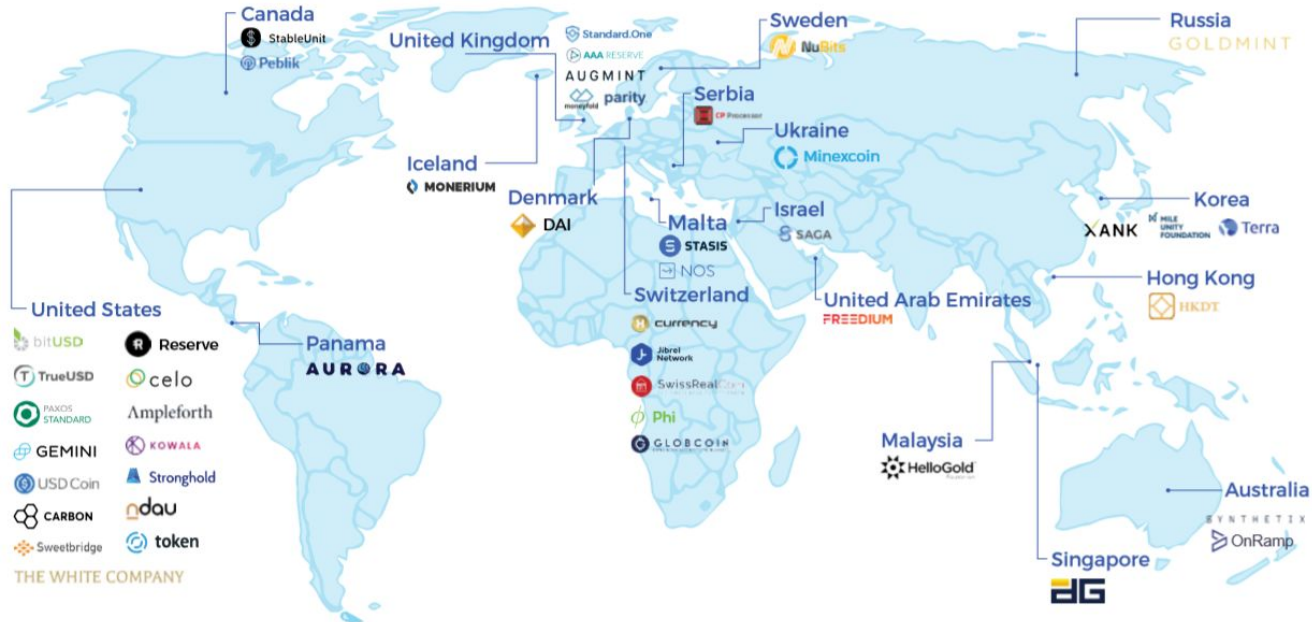 Canada
StableUnit
Peblik
United Kingdom
Standard.One
AAA RESERVE
AUGMINT
moneyfold
parity
Sweden
NuBits
Russia
GOLDMINT
Serbia
CP Processor
Ukraine
Minexcoin
Iceland
MONERIUM
Denmark
DAI
Malta
STASIS
NOS
Israel
SAGA
Korea
XANK
MILE UNITY FOUNDATION
Terra
Switzerland
currency
Jibrel Network
SwissRealCoin
Phi
GLOBCOIN
United Arab Emirates
FREEDIUM
Hong Kong
HKDT
United States
bitUSD
Reserve
TrueUSD
celo
PAXOS STANDARD
Ampleforth
GEMINI
KOWALA
USD Coin
Stronghold
CARBON
ndau
Sweetbridge
token
THE WHITE COMPANY
Panama
AURORA
Malaysia
HelloGold
Australia
SYNTHETIX
OnRamp
Singapore
DG